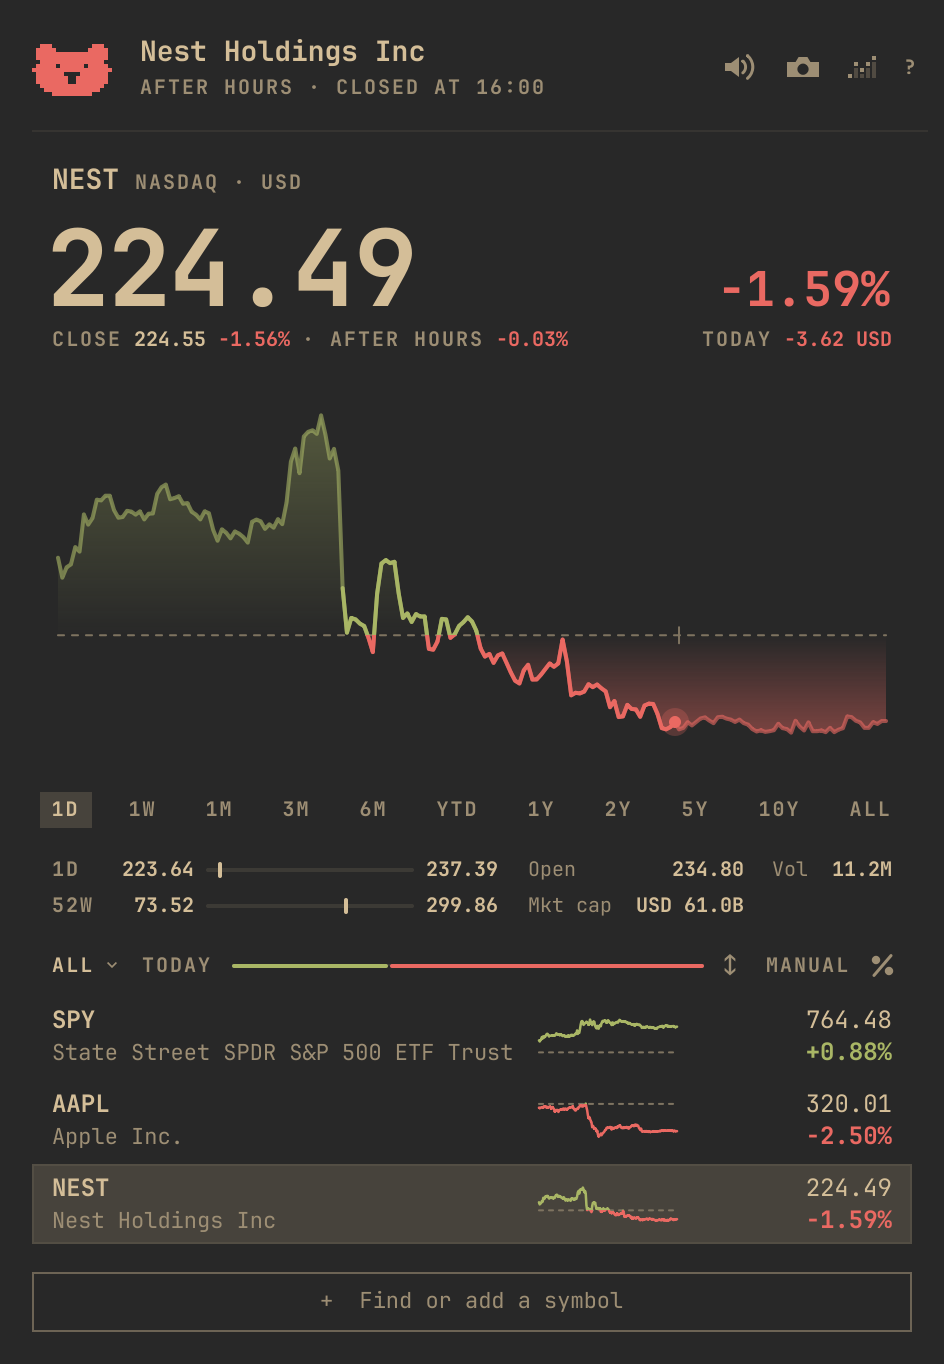 Nest Holdings Inc
AFTER HOURS · CLOSED AT 16:00
?
NEST NASDAQ · USD
224.49
-1.59%
CLOSE 224.55 -1.56% · AFTER HOURS -0.03%
TODAY -3.62 USD
1D 1W 1M 3M 6M YTD 1Y 2Y 5Y 10Y ALL
1D 223.64 237.39 Open 234.80 Vol 11.2M
52W 73.52 299.86 Mkt cap USD 61.0B
ALL TODAY MANUAL %
SPY 764.48
State Street SPDR S&P 500 ETF Trust +0.88%
AAPL 320.01
Apple Inc. -2.50%
NEST 224.49
Nest Holdings Inc -1.59%
+ Find or add a symbol